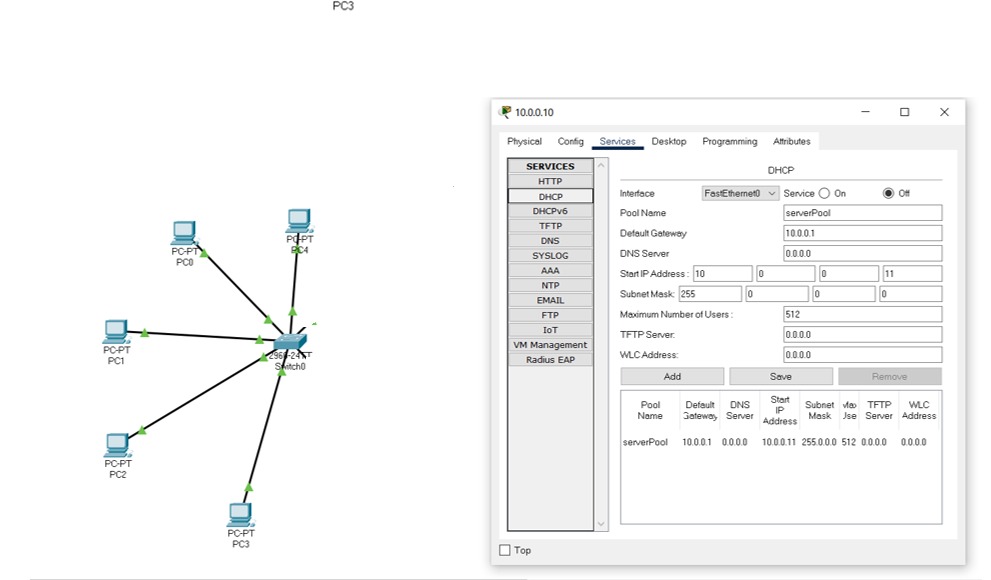 PC3
10.0.0.10
Physical Config Services Desktop Programming Attributes
SERVICES
HTTP
DHCP
DHCPv6
TFTP
DNS
SYSLOG
AAA
NTP
EMAIL
FTP
IoT
VM Management
Radius EAP
DHCP
Interface FastEthernet0 Service On Off
Pool Name serverPool
Default Gateway 10.0.0.1
DNS Server 0.0.0.0
Start IP Address : 10 0 0 11
Subnet Mask: 255 0 0 0
Maximum Number of Users : 512
TFTP Server: 0.0.0.0
WLC Address: 0.0.0.0
Add Save Remove
Pool Name
Default Gateway
DNS Server
Start IP Address
Subnet Mask
TFTP Server
WLC Address
serverPool 10.0.0.1 0.0.0.0 10.0.0.11 255.0.0.0 512 0.0.0.0 0.0.0.0
Top
PC-PT
PC0
PC-PT
PC4
PC-PT
PC1
Switch0
PC-PT
PC2
PC-PT
PC3